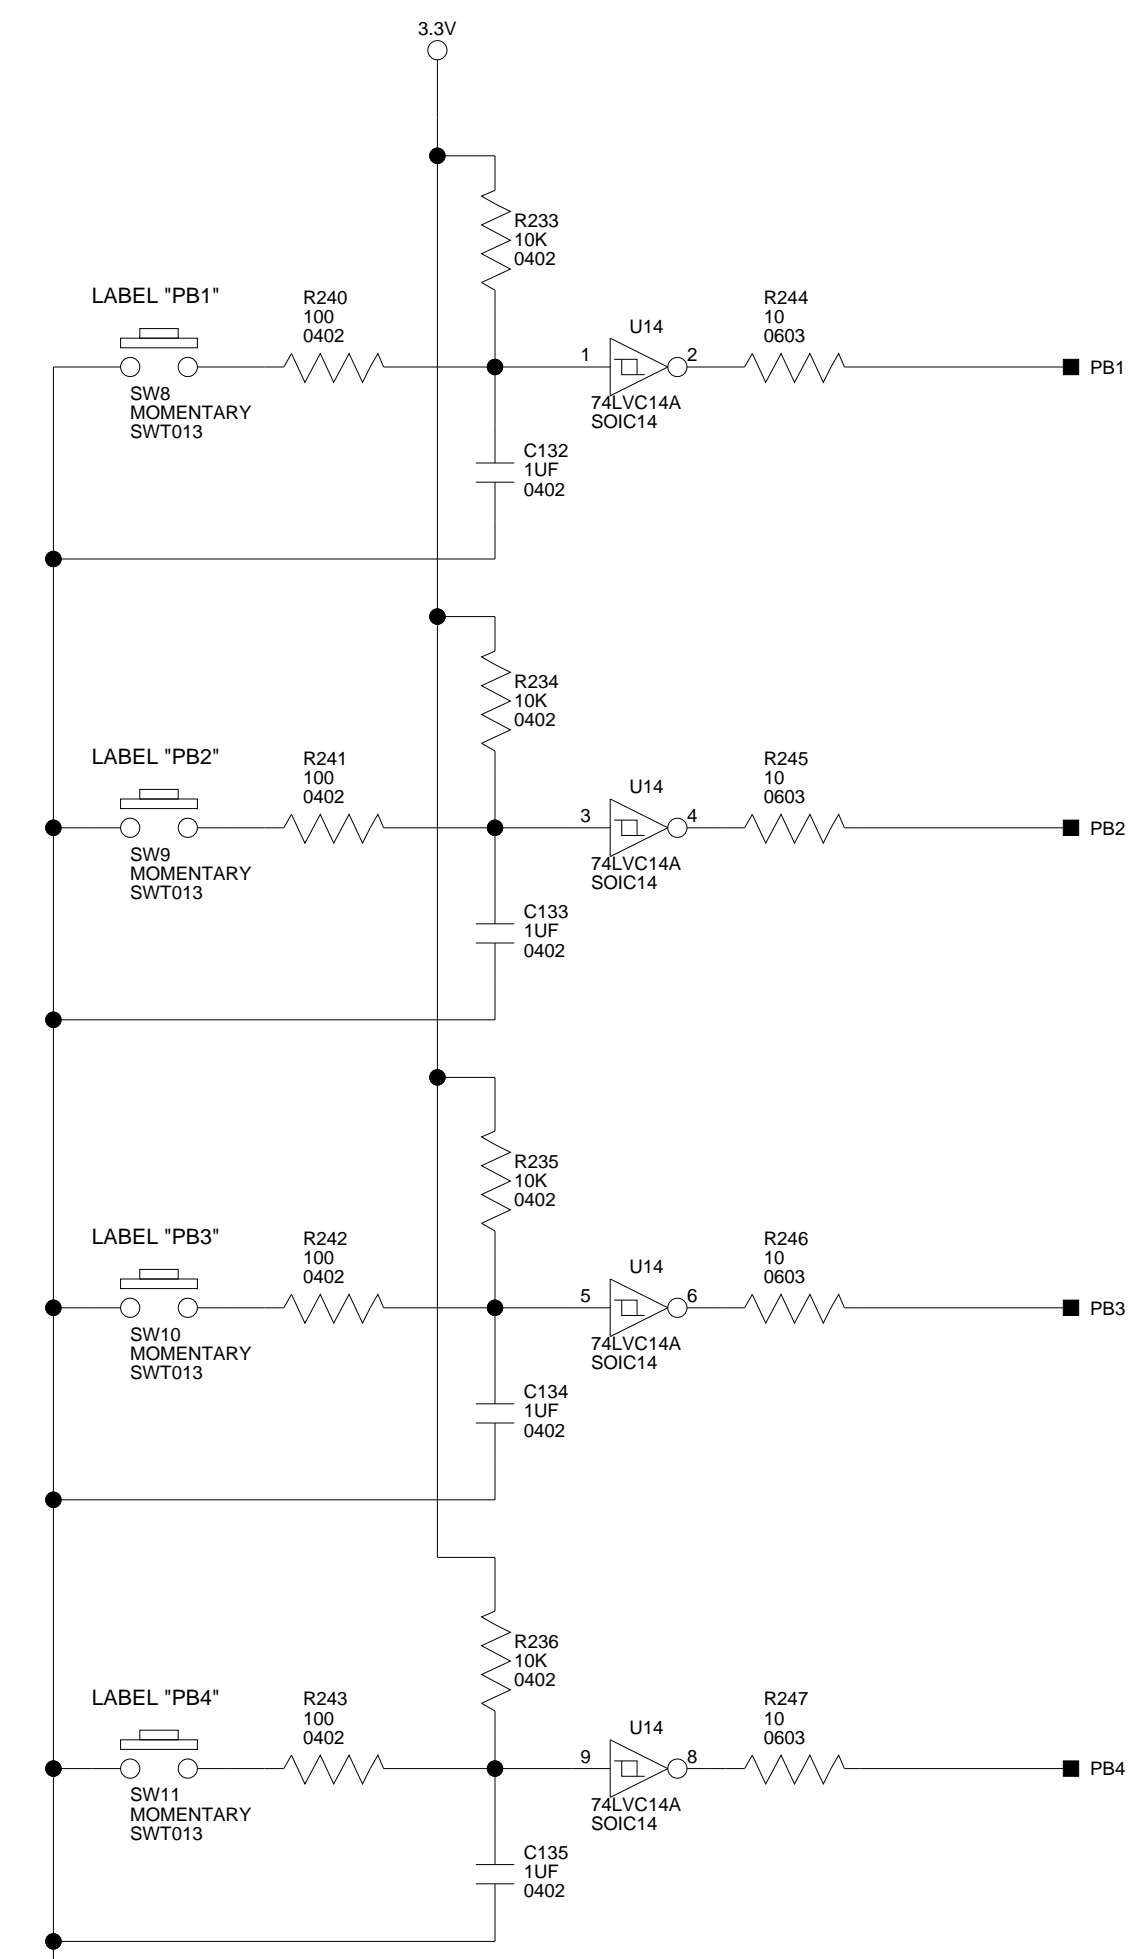 3.3V
R233
10K
0402
LABEL "PB1"
R240
100
0402
SW8
MOMENTARY
SWT013
U14
1
2
74LVC14A
SOIC14
R244
10
0603
PB1
C132
1UF
0402
R234
10K
0402
LABEL "PB2"
R241
100
0402
SW9
MOMENTARY
SWT013
U14
3
4
74LVC14A
SOIC14
R245
10
0603
PB2
C133
1UF
0402
R235
10K
0402
LABEL "PB3"
R242
100
0402
SW10
MOMENTARY
SWT013
U14
5
6
74LVC14A
SOIC14
R246
10
0603
PB3
C134
1UF
0402
R236
10K
0402
LABEL "PB4"
R243
100
0402
SW11
MOMENTARY
SWT013
U14
9
8
74LVC14A
SOIC14
R247
10
0603
PB4
C135
1UF
0402